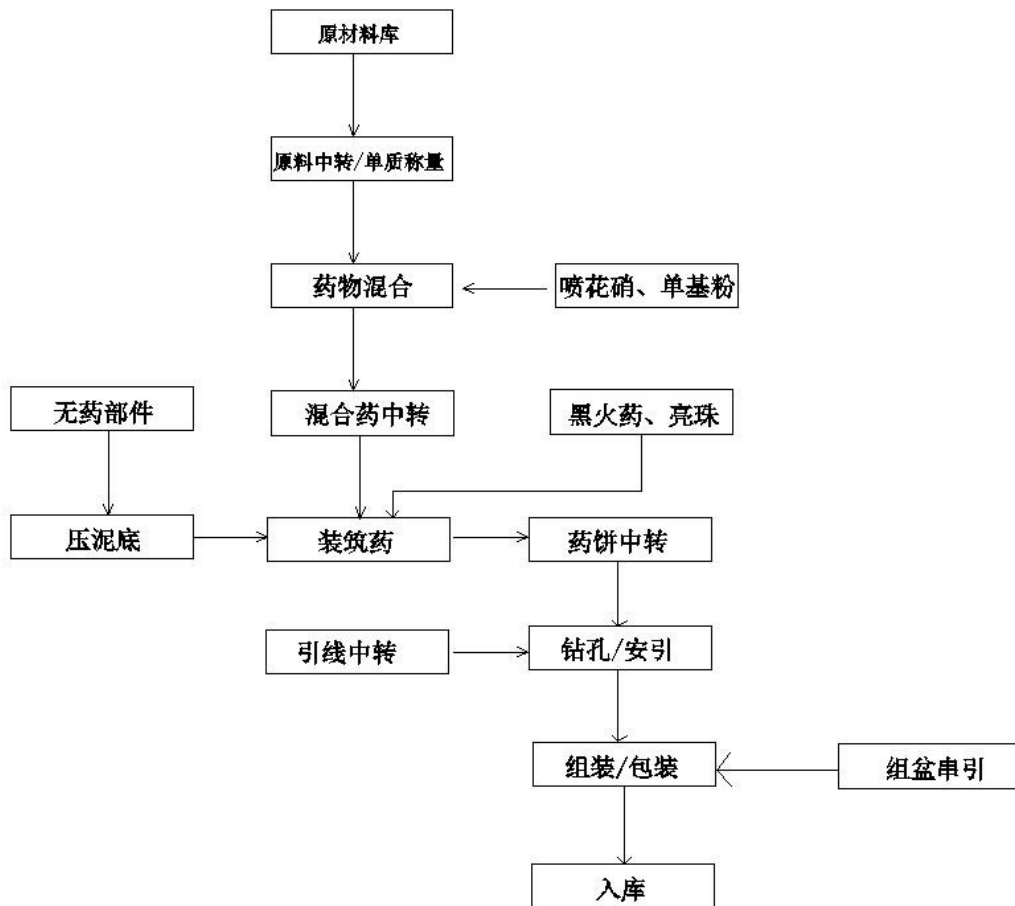 原材料库
原料中转/单质称量
药物混合
喷花硝、单基粉
无药部件
混合药中转
黑火药、亮珠
压泥底
装筑药
药饼中转
引线中转
钻孔/安引
组装/包装
组盆串引
入库